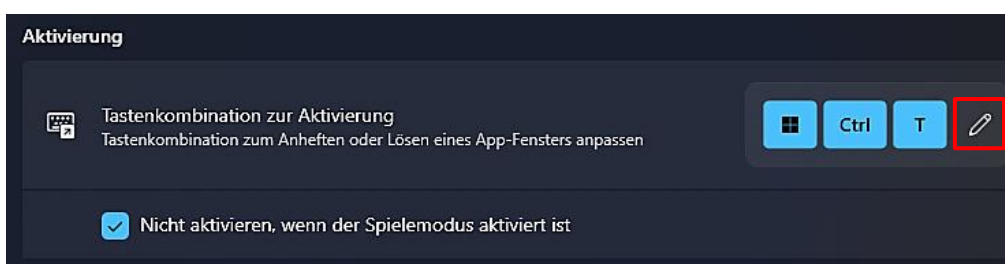 Aktivierung
Tastenkombination zur Aktivierung
Tastenkombination zum Anheften oder Lösen eines App-Fensters anpassen
Ctrl T
Nicht aktivieren, wenn der Spielemodus aktiviert ist